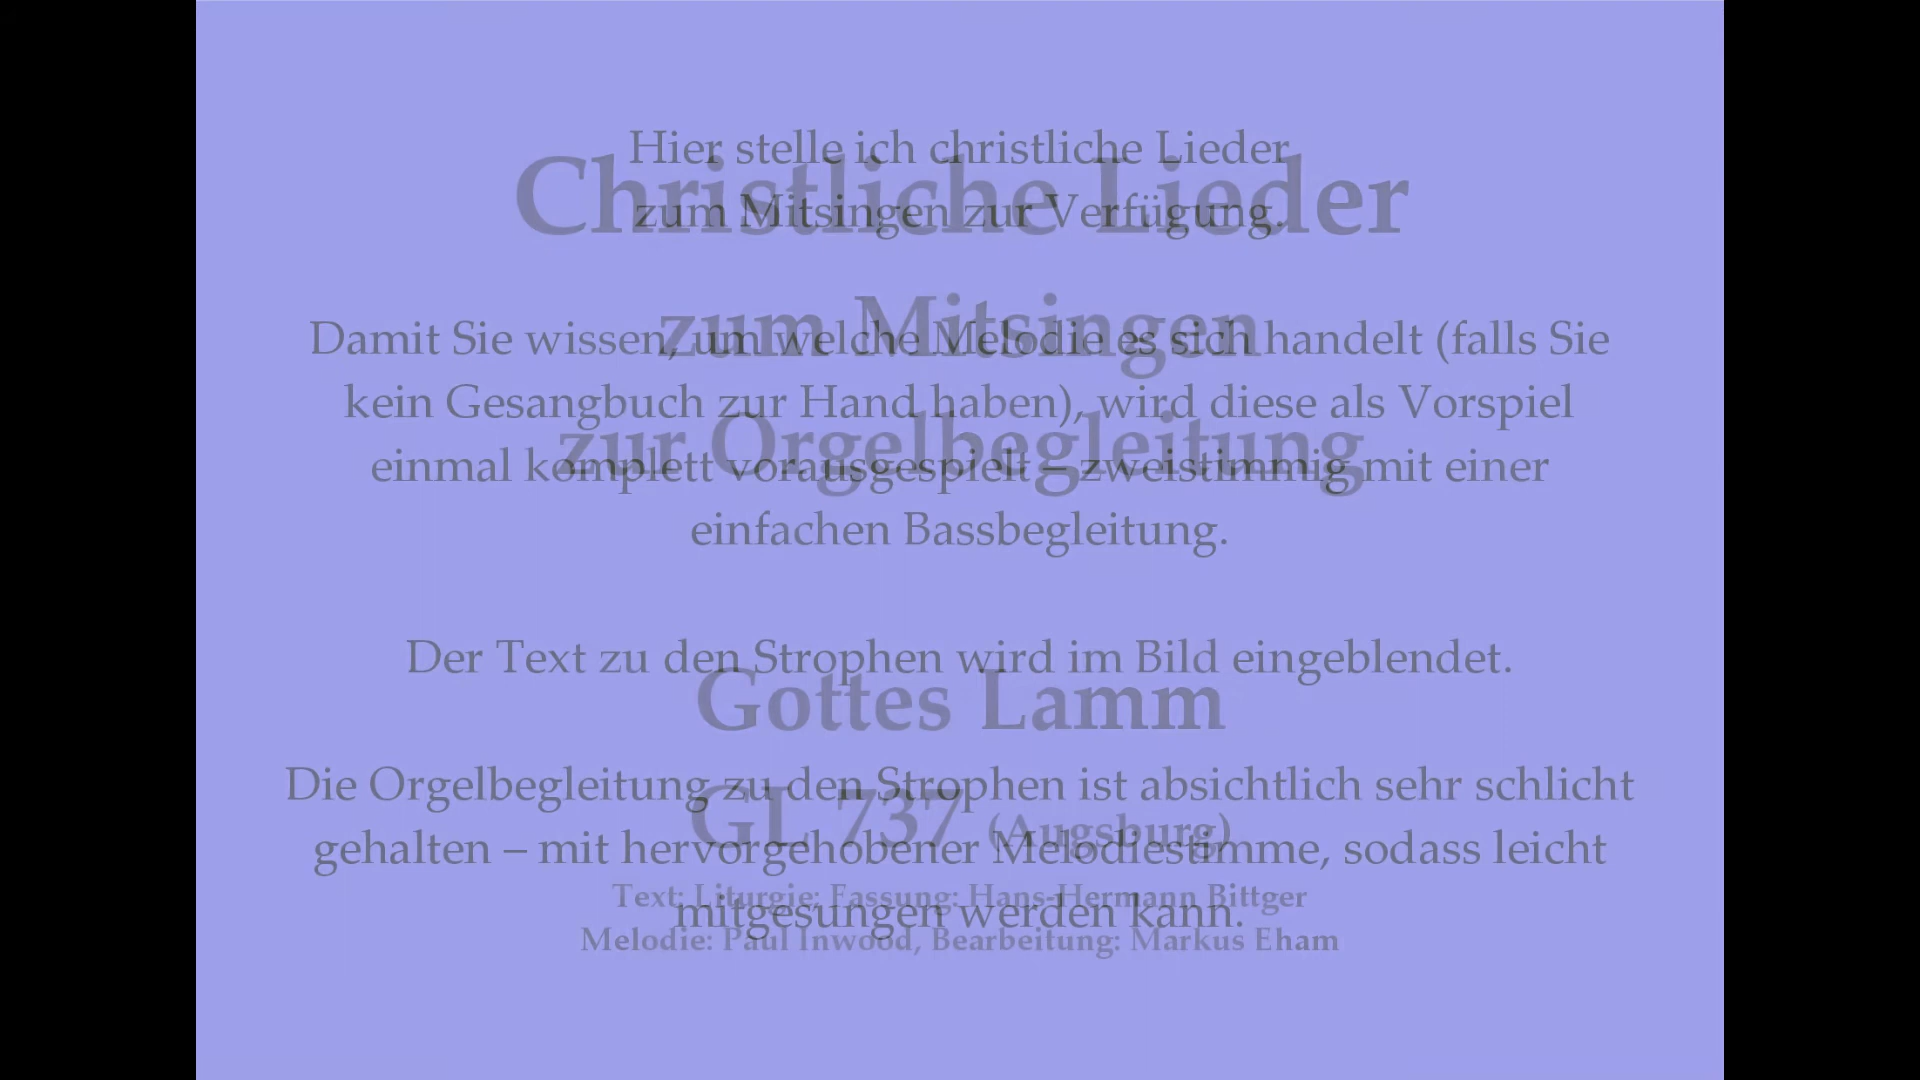 Hier stelle ich christliche Lieder
Christliche Lieder
zum Mitsingen zur Verfügung.
zum Mitsingen
Damit Sie wissen, um welche Melodie es sich handelt (falls Sie
kein Gesangbuch zur Hand haben), wird diese als Vorspiel
zur Orgelbegleitung
einmal komplett vorausgespielt – zweistimmig mit einer
einfachen Bassbegleitung.
Der Text zu den Strophen wird im Bild eingeblendet.
Gottes Lamm
Die Orgelbegleitung zu den Strophen ist absichtlich sehr schlicht
GL 737 (Augsburg)
gehalten – mit hervorgehobener Melodiestimme, sodass leicht
Text: Liturgie; Fassung: Hans-Hermann Bittger
mitgesungen werden kann.
Melodie: Paul Inwood, Bearbeitung: Markus Eham